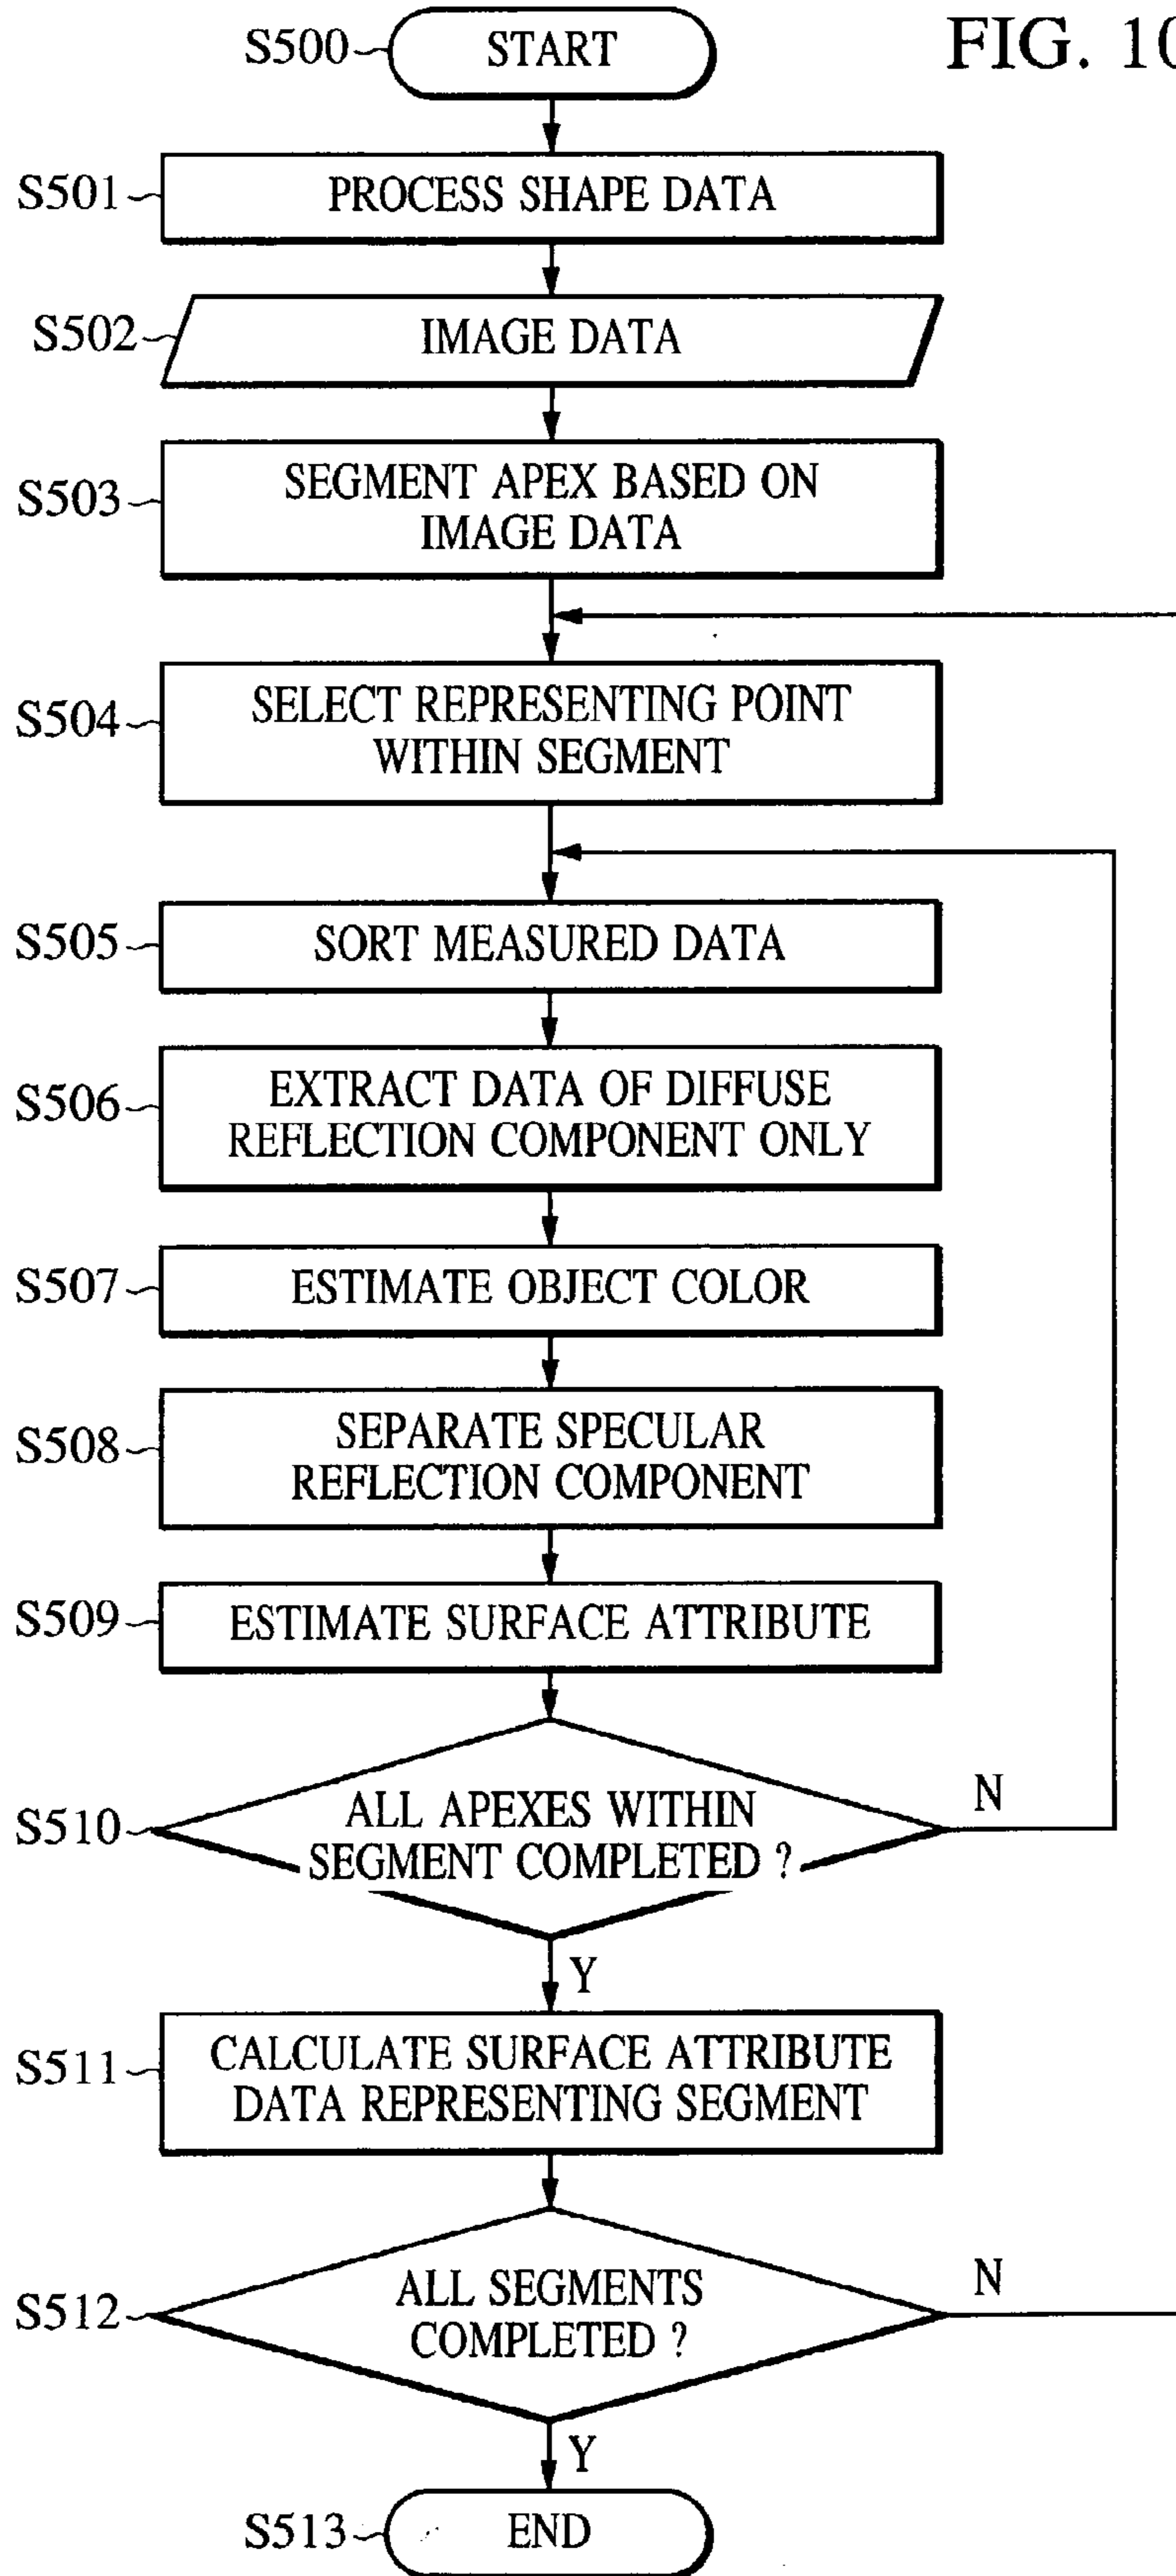 FIG. 10
S500
START
S501
PROCESS SHAPE DATA
S502
IMAGE DATA
S503
SEGMENT APEX BASED ON
IMAGE DATA
S504
SELECT REPRESENTING POINT
WITHIN SEGMENT
S505
SORT MEASURED DATA
S506
EXTRACT DATA OF DIFFUSE
REFLECTION COMPONENT ONLY
S507
ESTIMATE OBJECT COLOR
S508
SEPARATE SPECULAR
REFLECTION COMPONENT
S509
ESTIMATE SURFACE ATTRIBUTE
S510
ALL APEXES WITHIN
SEGMENT COMPLETED ?
N
Y
S511
CALCULATE SURFACE ATTRIBUTE
DATA REPRESENTING SEGMENT
S512
ALL SEGMENTS
COMPLETED ?
N
Y
S513
END